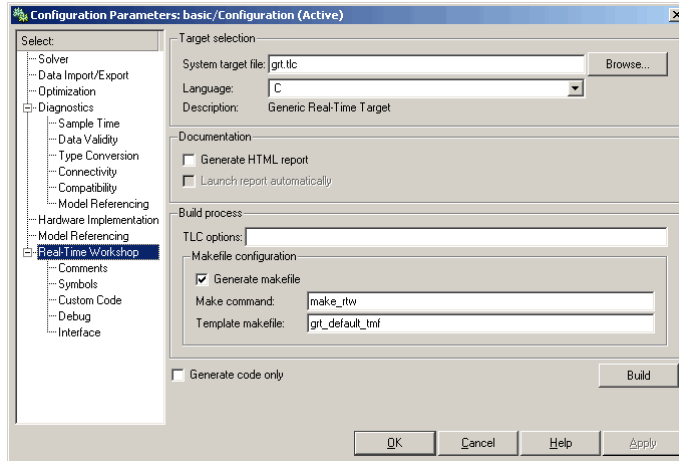 Configuration Parameters: basic/Configuration (Active)
Select:
Solver
Data Import/Export
Optimization
Diagnostics
Sample Time
Data Validity
Type Conversion
Connectivity
Compatibility
Model Referencing
Hardware Implementation
Model Referencing
Real-Time Workshop
Comments
Symbols
Custom Code
Debug
Interface
Target selection
System target file: grt.tlc Browse...
Language: C
Description: Generic Real-Time Target
Documentation
Generate HTML report
Launch report automatically
Build process
TLC options:
Makefile configuration
Generate makefile
Make command: make_rtw
Template makefile: grt_default_tmf
Generate code only Build
OK Cancel Help Apply